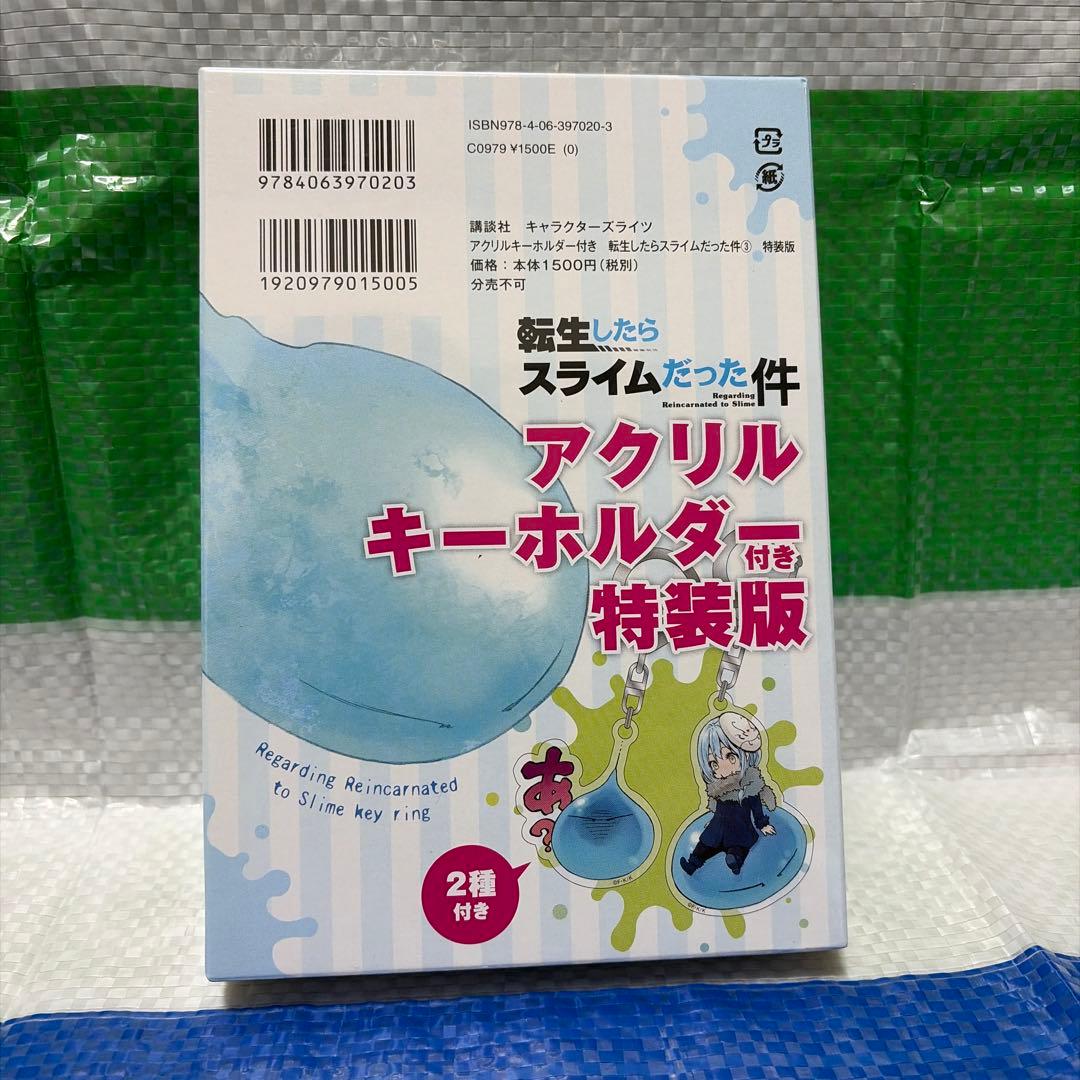 ISBN978-4-06-397020-3
C0979 ¥1500E (0)
9784063970203
プラ
紙
1920979015005
講談社 キャラクターズライツ
アクリルキーホルダー付き 転生したらスライムだった件③ 特装版
価格：本体1500円（税別）
分売不可
転生したら
スライムだった件
Regarding
Reincarnated to Slime
アクリル
キーホルダー付き
特装版
Regarding Reincarnated
to Slime key ring
あ?
2種
付き
©F・K/K
©F・K/K